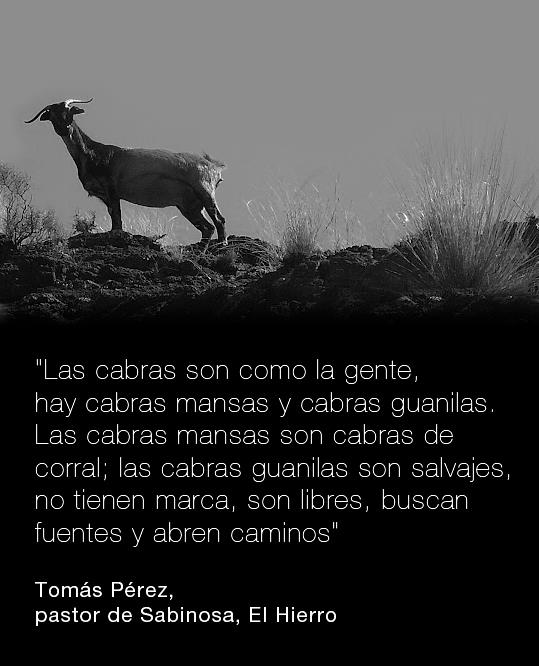 "Las cabras son como la gente,
hay cabras mansas y cabras guanilas.
Las cabras mansas son cabras de
corral; las cabras guanilas son salvajes,
no tienen marca, son libres, buscan
fuentes y abren caminos"
Tomás Pérez,
pastor de Sabinosa, El Hierro